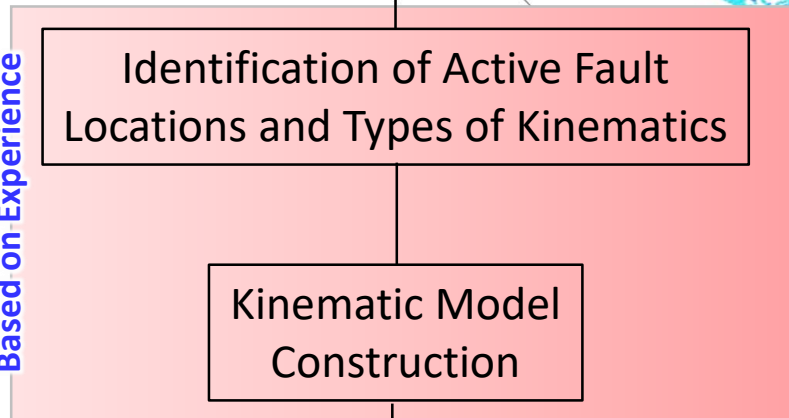 Based on Experience
Identification of Active Fault
Locations and Types of Kinematics
Kinematic Model
Construction